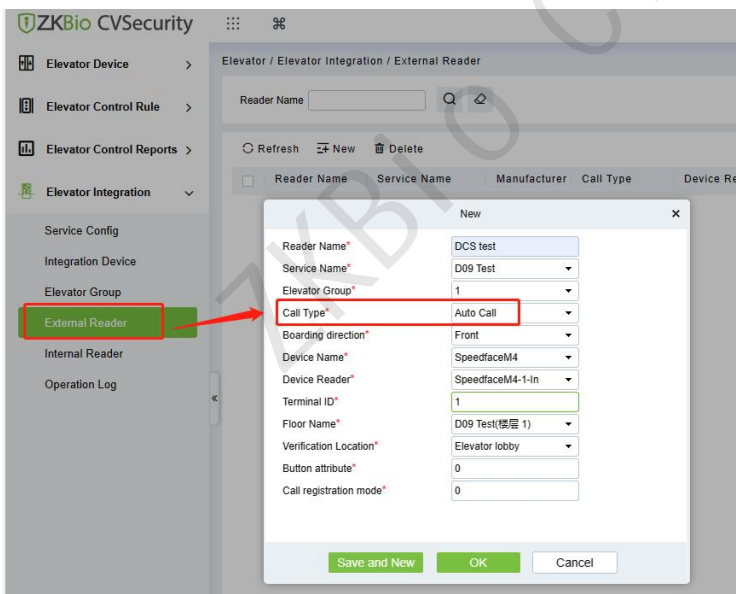 ZKBio CVSecurity
Elevator Device
Elevator / Elevator Integration / External Reader
Elevator Control Rule
Reader Name
Elevator Control Reports
Refresh New Delete
Reader Name Service Name Manufacturer Call Type Device Re
Elevator Integration
New
Service Config
Reader Name* DCS test
Service Name* D09 Test
Integration Device
Elevator Group* 1
Elevator Group
Call Type* Auto Call
External Reader
Boarding direction* Front
Internal Reader
Device Name* SpeedfaceM4
Device Reader* SpeedfaceM4-1-In
Operation Log
Terminal ID* 1
Floor Name* D09 Test(楼层 1)
Verification Location* Elevator lobby
Button attribute* 0
Call registration mode* 0
Save and New OK Cancel
ZKBio C